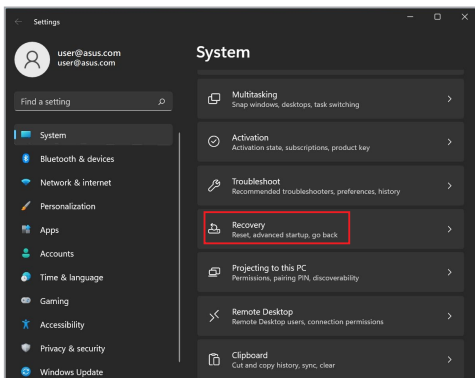 Settings
user@asus.com
user@asus.com
Find a setting
System
Bluetooth & devices
Network & internet
Personalization
Apps
Accounts
Time & language
Gaming
Accessibility
Privacy & security
Windows Update
System
Multitasking
Snap windows, desktops, task switching
Activation
Activation state, subscriptions, product key
Troubleshoot
Recommended troubleshooters, preferences, history
Recovery
Reset, advanced startup, go back
Projecting to this PC
Permissions, pairing PIN, discoverability
Remote Desktop
Remote Desktop users, connection permissions
Clipboard
Cut and copy history, sync, clear